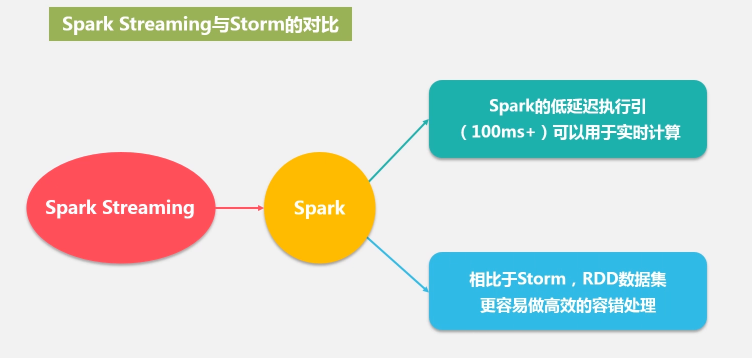 Spark Streaming与Storm的对比
Spark Streaming
Spark
Spark的低延迟执行引
（100ms+）可以用于实时计算
相比于Storm，RDD数据集
更容易做高效的容错处理